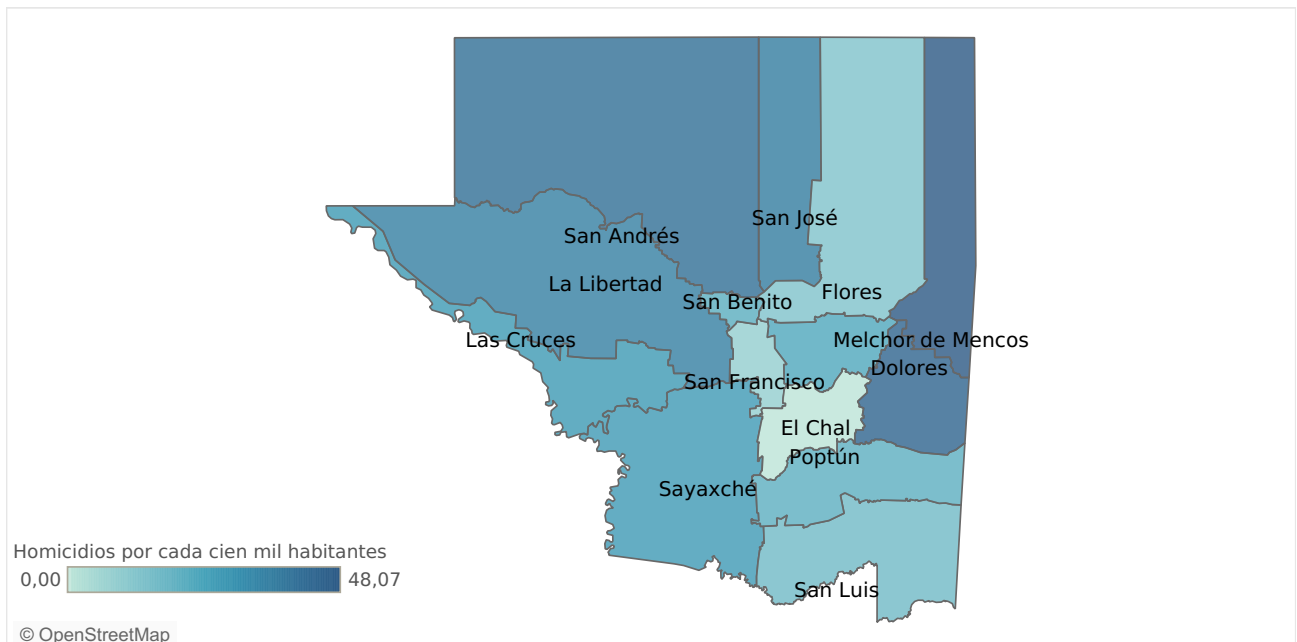 San José
San Andrés
La Libertad
Flores
San Benito
Las Cruces
Melchor de Mencos
Dolores
San Francisco
El Chal
Poptún
Sayaxché
Homicidios por cada cien mil habitantes
0,00 48,07
San Luis
© OpenStreetMap